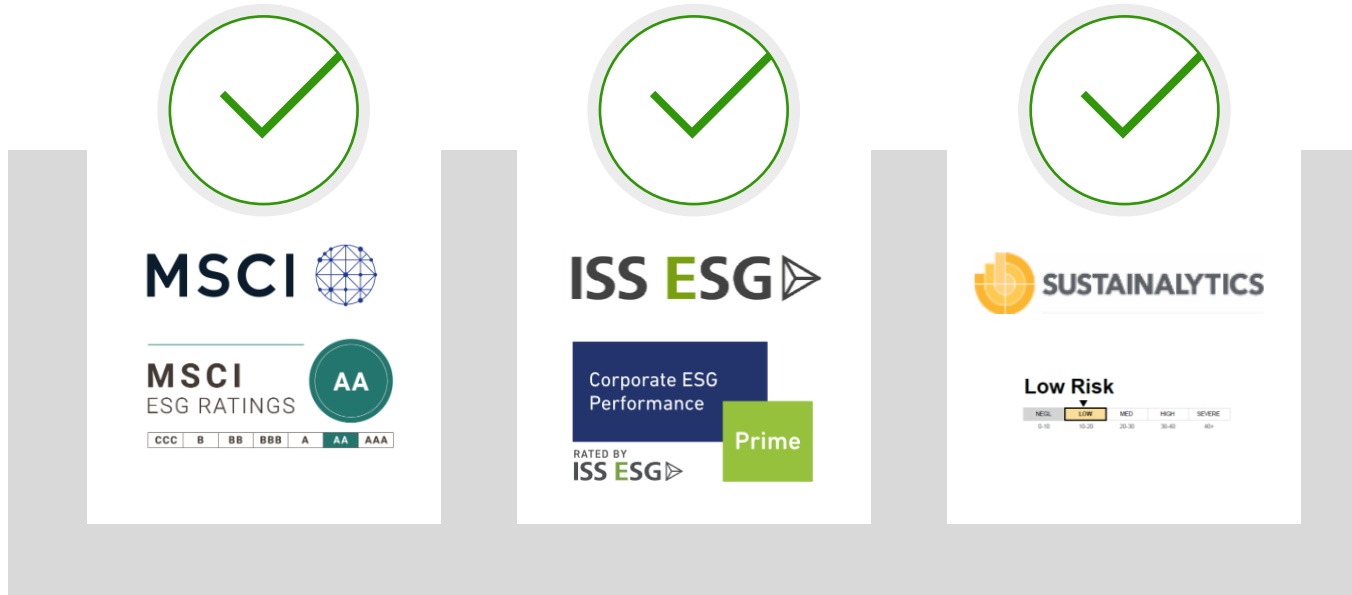 MSCI
MSCI
ESG RATINGS
AA
CCC B BB BBB A AA AAA
ISS ESG
Corporate ESG
Performance
Prime
RATED BY
ISS ESG
SUSTAINALYTICS
Low Risk
NEGL LOW MED HIGH SEVERE
0-10 10-20 20-30 30-40 40+